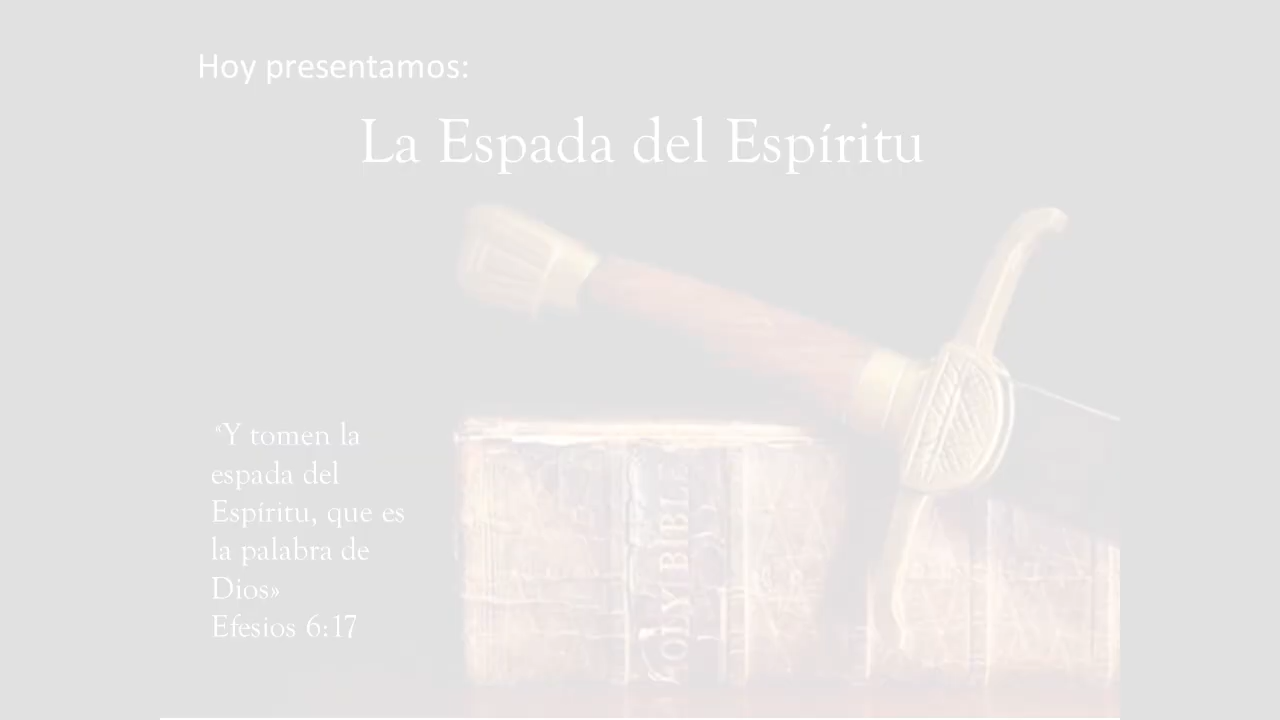 Hoy presentamos:
La Espada del Espíritu
“Y tomen la
espada del
Espíritu, que es
la palabra de
Dios»
Efesios 6:17
HOLY BIBLE